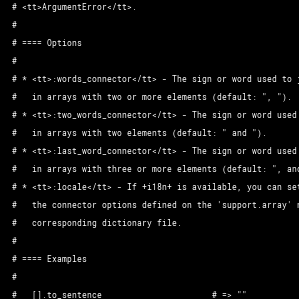 # <tt>ArgumentError</tt>.
#
# ==== Options
#
# * <tt>:words_connector</tt> - The sign or word used to
#   in arrays with two or more elements (default: ", ").
# * <tt>:two_words_connector</tt> - The sign or word used
#   in arrays with two elements (default: " and ").
# * <tt>:last_word_connector</tt> - The sign or word used
#   in arrays with three or more elements (default: ", and
# * <tt>:locale</tt> - If +i18n+ is available, you can set
#   the connector options defined on the 'support.array'
#   corresponding dictionary file.
#
# ==== Examples
#
#   [].to_sentence                      # => ""